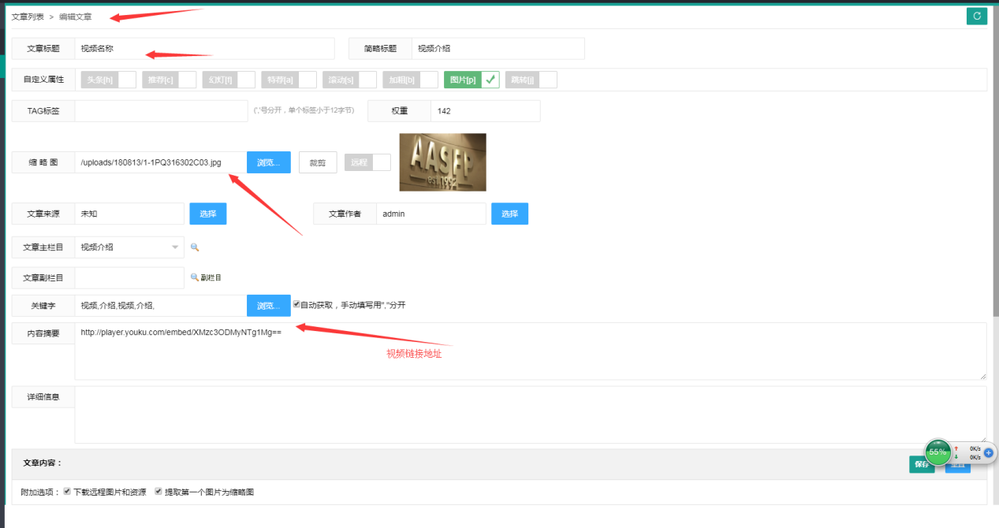 文章列表 > 编辑文章
文章标题 视频名称 简略标题 视频介绍
自定义属性 头条[h] 推荐[c] 幻灯[f] 特荐[a] 滚动[s] 加粗[b] 图片[p] 跳转[j]
TAG标签 (','号分开，单个标签小于12字节) 权重 142
缩 略 图 /uploads/180813/1-1PQ316302C03.jpg 浏览... 裁剪 远程 AASFP
est.1992
文章来源 未知 选择 文章作者 admin 选择
文章主栏目 视频介绍
文章副栏目 副栏目
关键字 视频,介绍,视频,介绍, 浏览... 自动获取，手动填写用","分开
内容摘要 http://player.youku.com/embed/XMzc3ODMyNTg1Mg==
视频链接地址
详细信息
文章内容： 保存 55% 0K/s
0K/s
附加选项： 下载远程图片和资源 提取第一个图片为缩略图